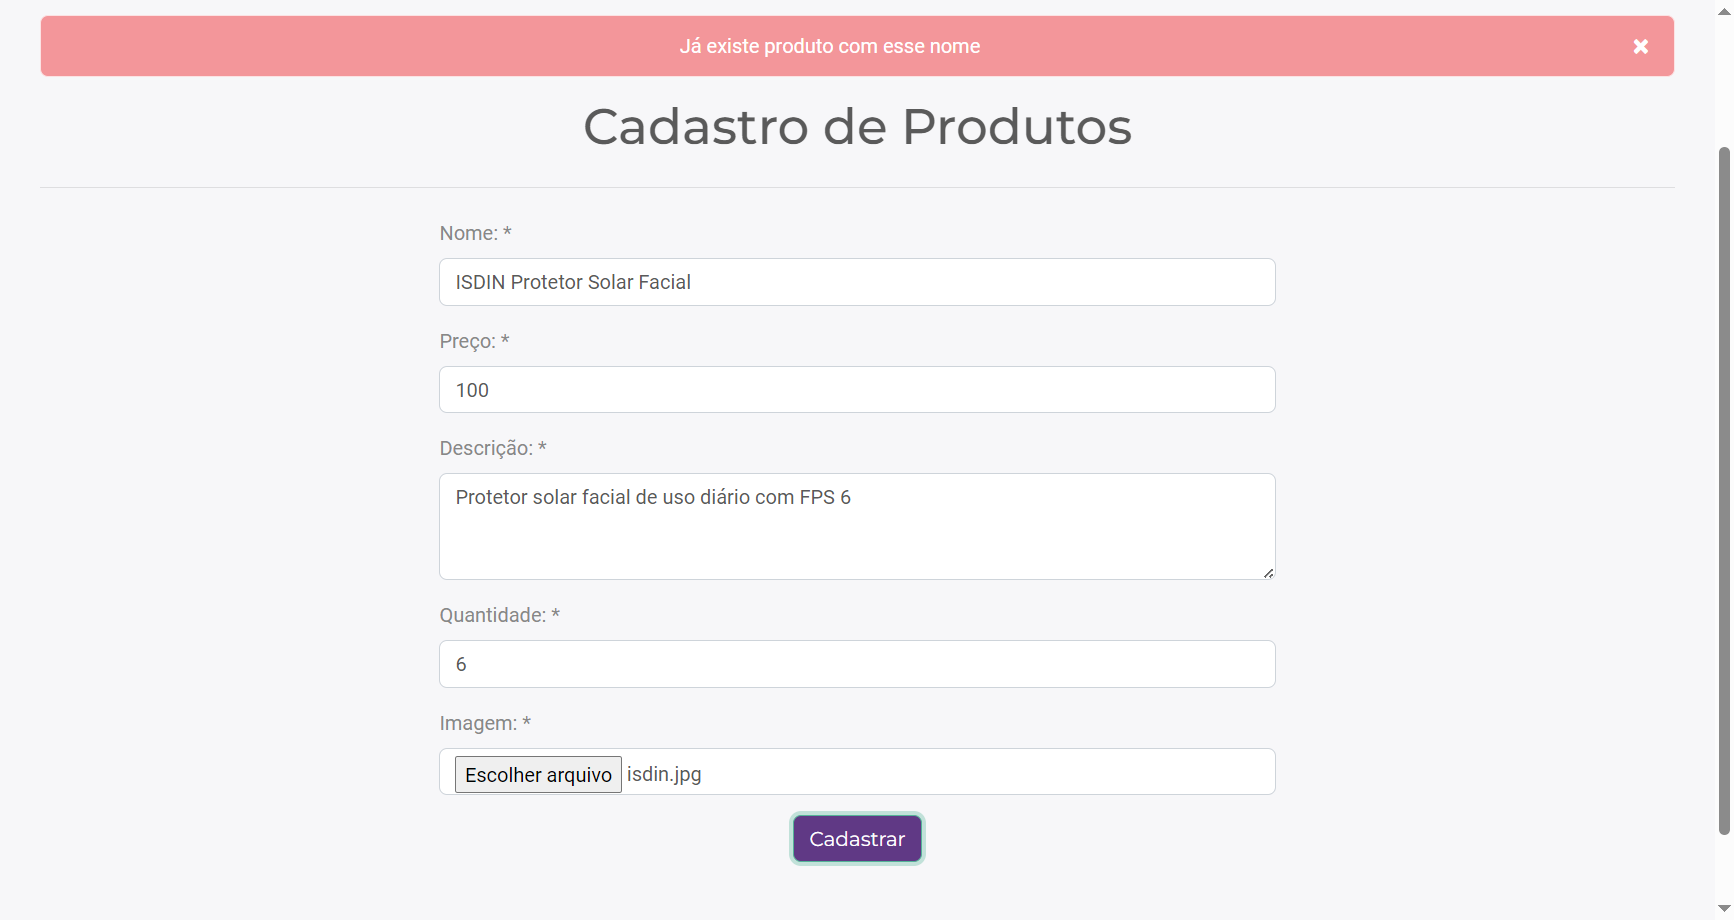 Já existe produto com esse nome
Cadastro de Produtos
Nome: *
ISDIN Protetor Solar Facial
Preço: *
100
Descrição: *
Protetor solar facial de uso diário com FPS 6
Quantidade: *
6
Imagem: *
Escolher arquivo isdin.jpg
Cadastrar